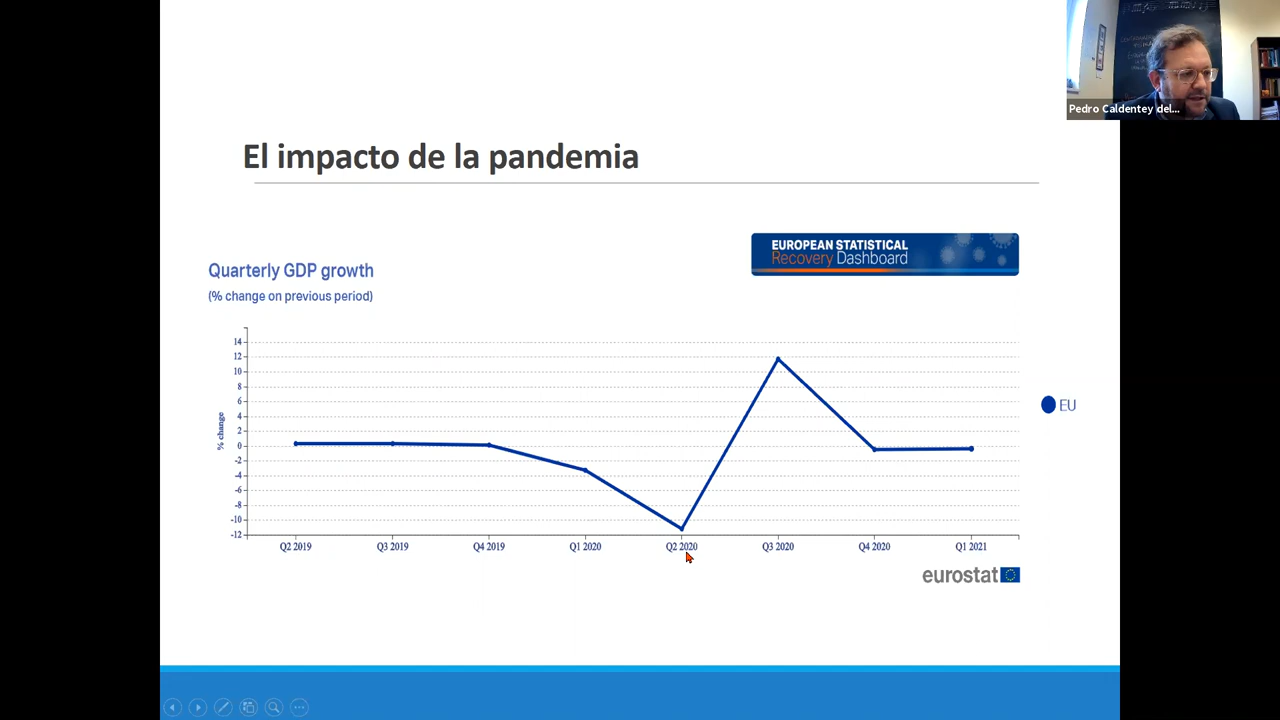 Pedro Caldentey del...
El impacto de la pandemia
EUROPEAN STATISTICAL
Recovery Dashboard
Quarterly GDP growth
(% change on previous period)
14
12
10
8
6
4
2
0
-2
-4
-6
-8
-10
-12
% change
EU
Q2 2019
Q3 2019
Q4 2019
Q1 2020
Q2 2020
Q3 2020
Q4 2020
Q1 2021
eurostat